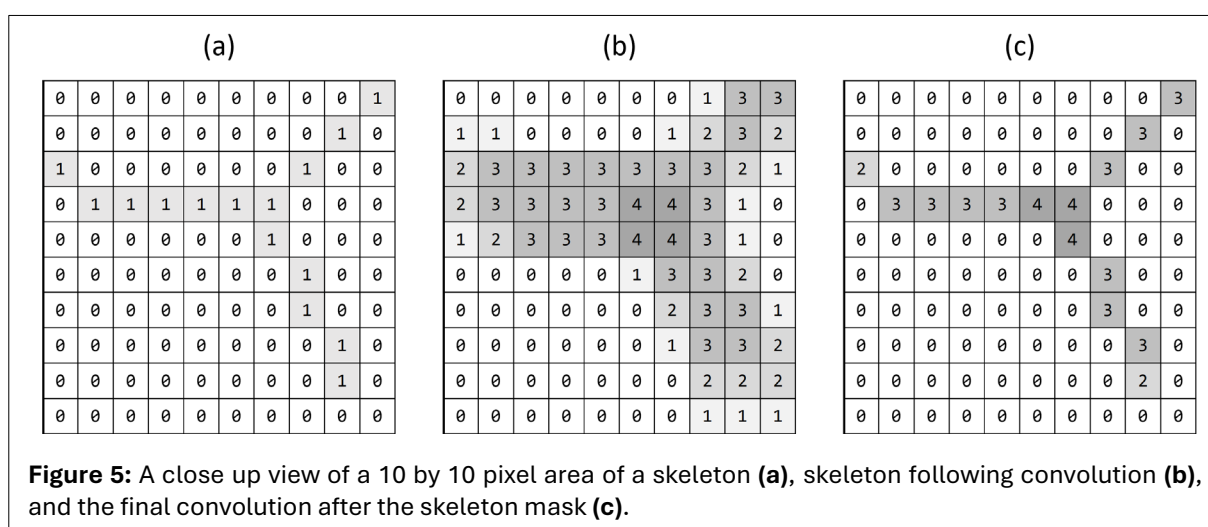 (a) (b) (c)
0 0 0 0 0 0 0 0 0 1 0 0 0 0 0 0 0 1 3 3 0 0 0 0 0 0 0 0 0 3
0 0 0 0 0 0 0 0 1 0 1 1 0 0 0 0 1 2 3 2 0 0 0 0 0 0 0 0 3 0
1 0 0 0 0 0 0 1 0 0 2 3 3 3 3 3 3 3 2 1 2 0 0 0 0 0 0 3 0 0
0 1 1 1 1 1 1 0 0 0 2 3 3 3 3 4 4 3 1 0 0 3 3 3 3 4 4 0 0 0
0 0 0 0 0 0 1 0 0 0 1 2 3 3 3 4 4 3 1 0 0 0 0 0 0 0 4 0 0 0
0 0 0 0 0 0 0 1 0 0 0 0 0 0 0 1 3 3 2 0 0 0 0 0 0 0 0 3 0 0
0 0 0 0 0 0 0 1 0 0 0 0 0 0 0 0 2 3 3 1 0 0 0 0 0 0 0 3 0 0
0 0 0 0 0 0 0 0 1 0 0 0 0 0 0 0 1 3 3 2 0 0 0 0 0 0 0 0 3 0
0 0 0 0 0 0 0 0 1 0 0 0 0 0 0 0 0 2 2 2 0 0 0 0 0 0 0 0 2 0
0 0 0 0 0 0 0 0 0 0 0 0 0 0 0 0 0 1 1 1 0 0 0 0 0 0 0 0 0 0
Figure 5: A close up view of a 10 by 10 pixel area of a skeleton (a), skeleton following convolution (b),
and the final convolution after the skeleton mask (c).